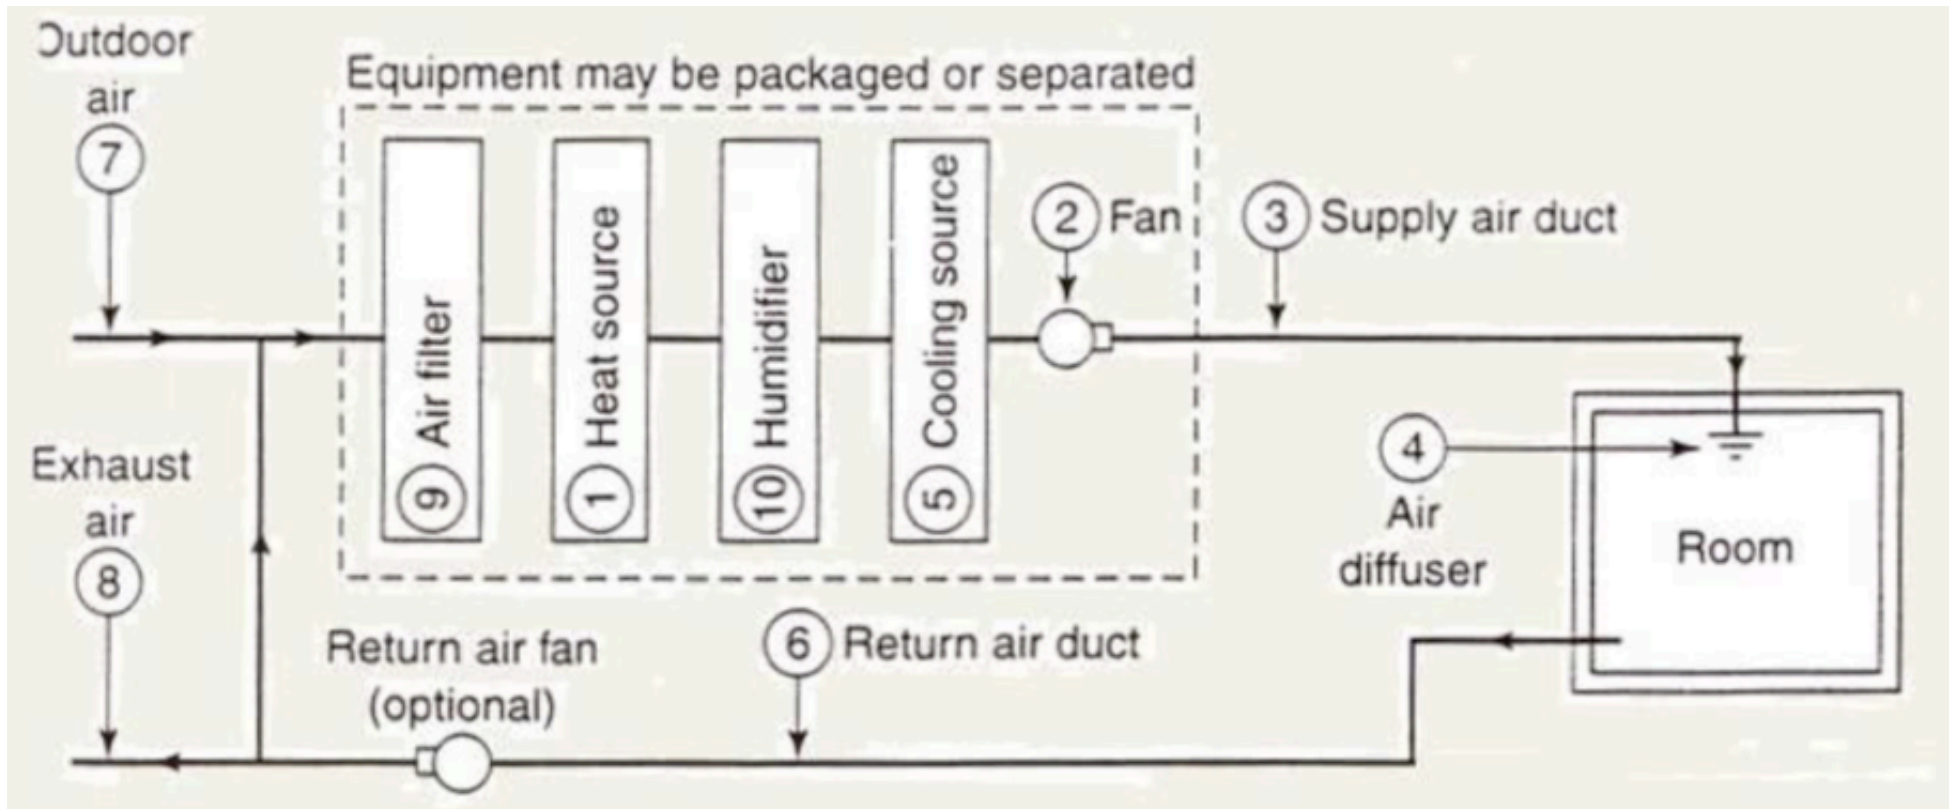 Outdoor
air
7
Equipment may be packaged or separated
9 Air filter
1 Heat source
10 Humidifier
5 Cooling source
2 Fan
3 Supply air duct
4
Air
diffuser
Room
Exhaust
air
8
Return air fan
(optional)
6 Return air duct